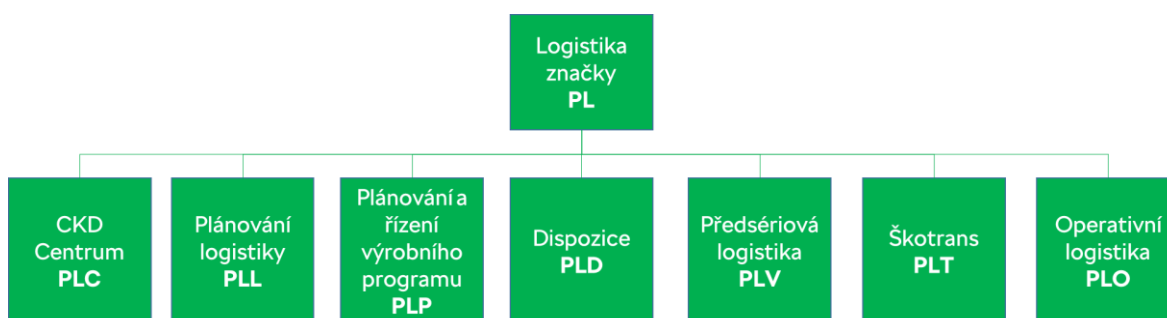 Logistika
značky
PL
CKD
Centrum
PLC
Plánování
logistiky
PLL
Plánování a
řízení
výrobního
programu
PLP
Dispozice
PLD
Předsériová
logistika
PLV
Škotrans
PLT
Operativní
logistika
PLO